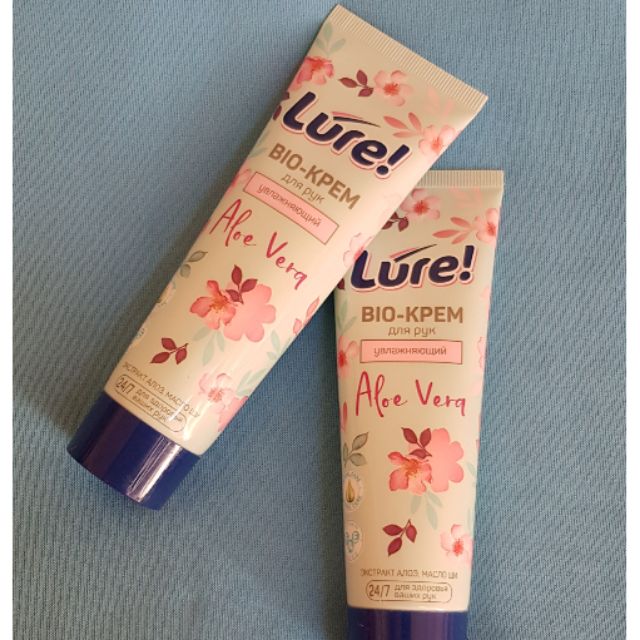 Lure!
BIO-КРЕМ
для рук
увлажняющий
Aloe Vera
ЭКСТРАКТ АЛОЭ, МАСЛО ШИ
24/7 для здоровья
ваших рук
Lure!
BIO-КРЕМ
для рук
увлажняющий
Aloe Vera
ЭКСТРАКТ АЛОЭ, МАСЛО ШИ
24/7 для здоровья
ваших рук